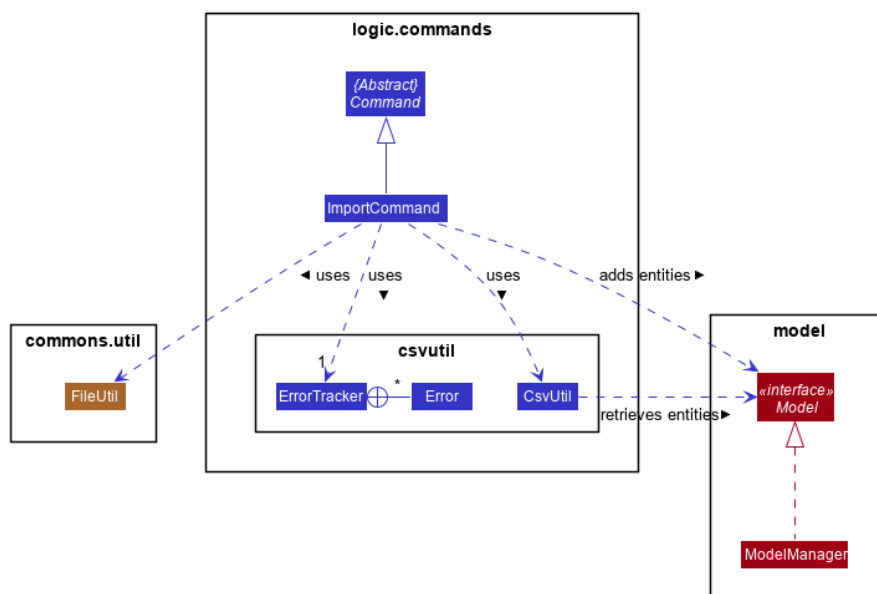 logic.commands
{Abstract}
Command
ImportCommand
◄ uses
uses
▼
uses
▼
adds entities ►
commons.util
FileUtil
csvutil
1
ErrorTracker
*
Error
CsvUtil
retrieves entities ►
model
«interface»
Model
ModelManager